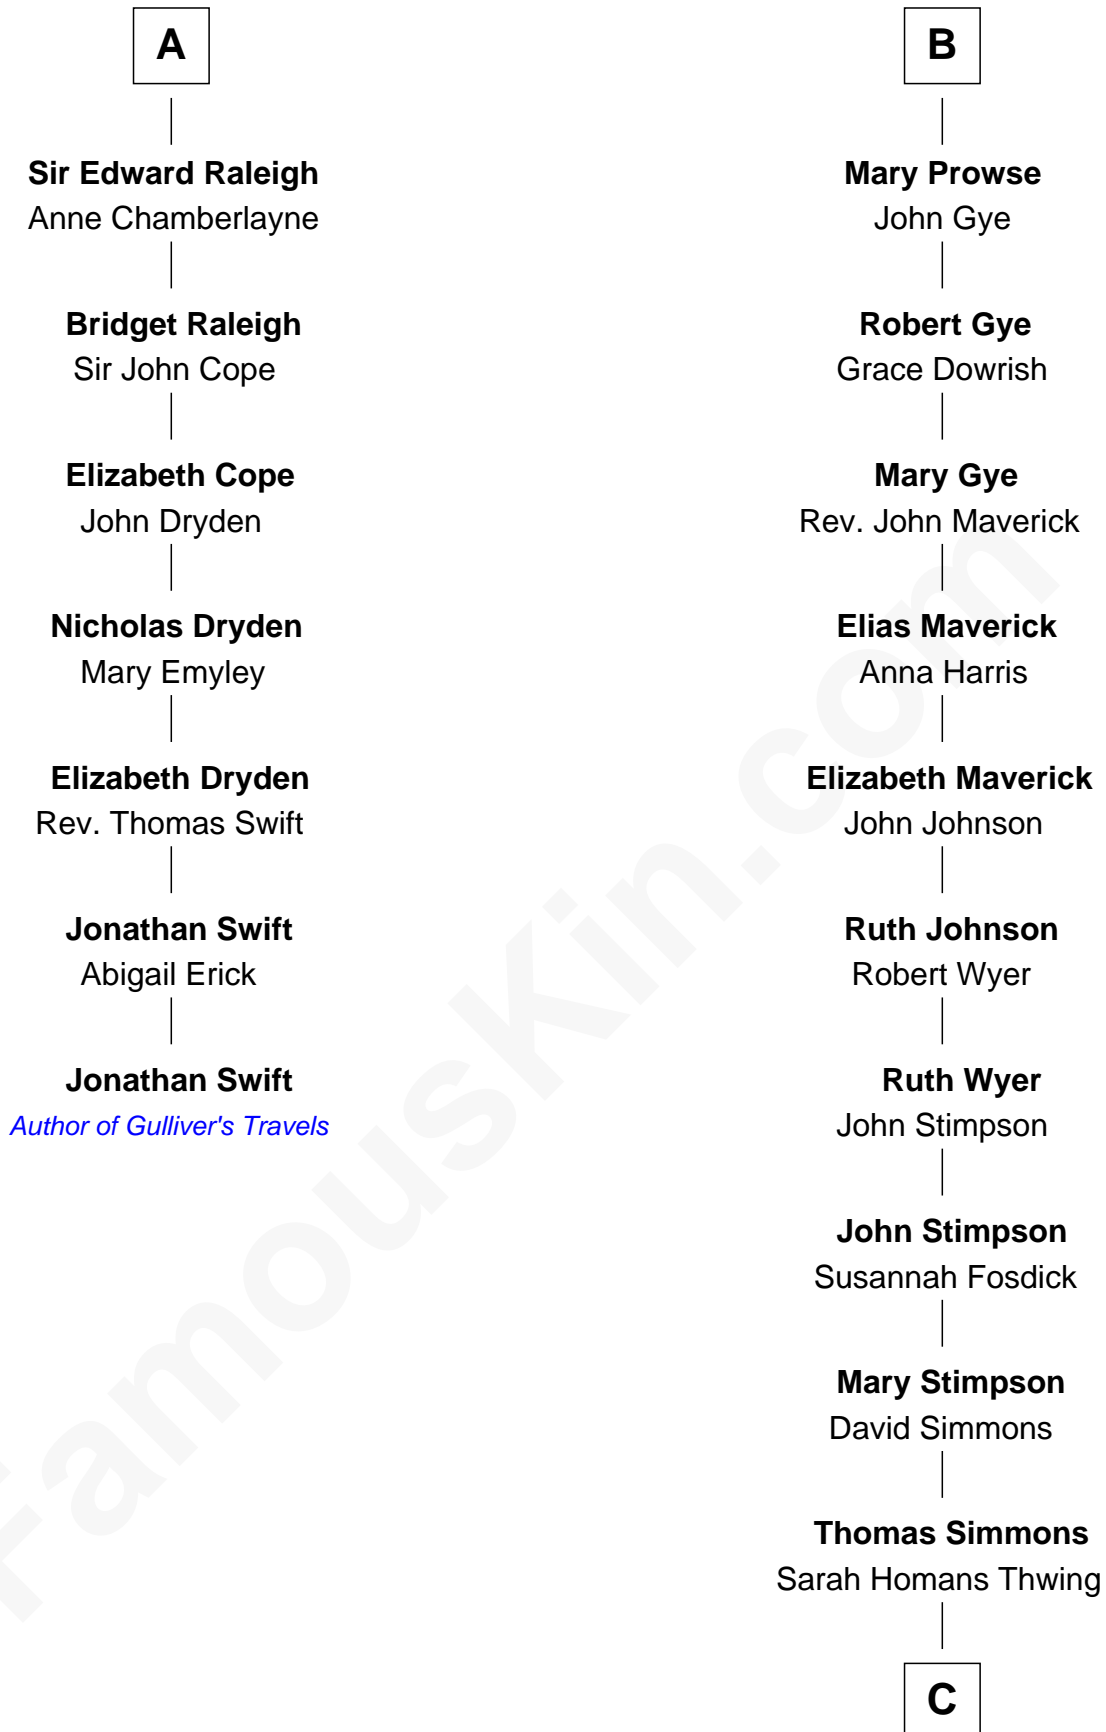 A
Sir Edward Raleigh
Anne Chamberlayne
Bridget Raleigh
Sir John Cope
Elizabeth Cope
John Dryden
Nicholas Dryden
Mary Emyley
Elizabeth Dryden
Rev. Thomas Swift
Jonathan Swift
Abigail Erick
Jonathan Swift
Author of Gulliver's Travels
B
Mary Prowse
John Gye
Robert Gye
Grace Dowrish
Mary Gye
Rev. John Maverick
Elias Maverick
Anna Harris
Elizabeth Maverick
John Johnson
Ruth Johnson
Robert Wyer
Ruth Wyer
John Stimpson
John Stimpson
Susannah Fosdick
Mary Stimpson
David Simmons
Thomas Simmons
Sarah Homans Thwing
C
FamousKin.com